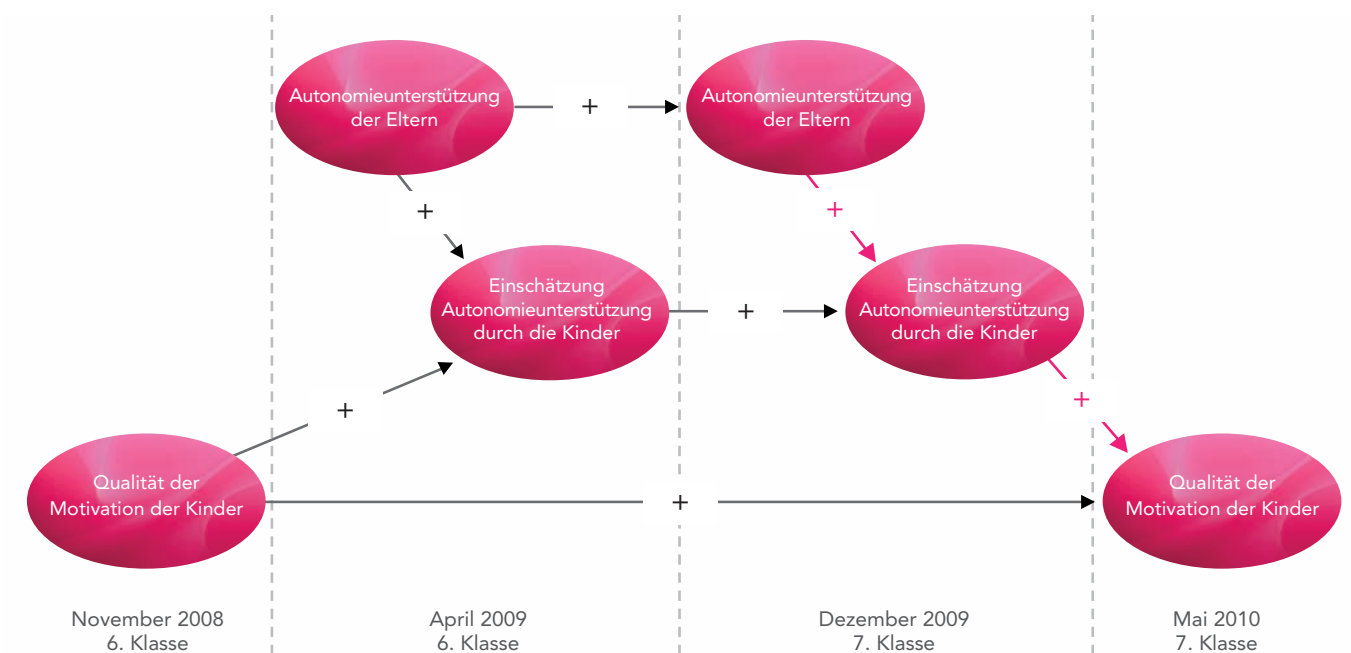 Autonomieunterstützung
der Eltern
+
Autonomieunterstützung
der Eltern
+
+
Einschätzung
Autonomieunterstützung
durch die Kinder
+
Einschätzung
Autonomieunterstützung
durch die Kinder
+
+
Qualität der
Motivation der Kinder
+
Qualität der
Motivation der Kinder
November 2008
6. Klasse
April 2009
6. Klasse
Dezember 2009
7. Klasse
Mai 2010
7. Klasse